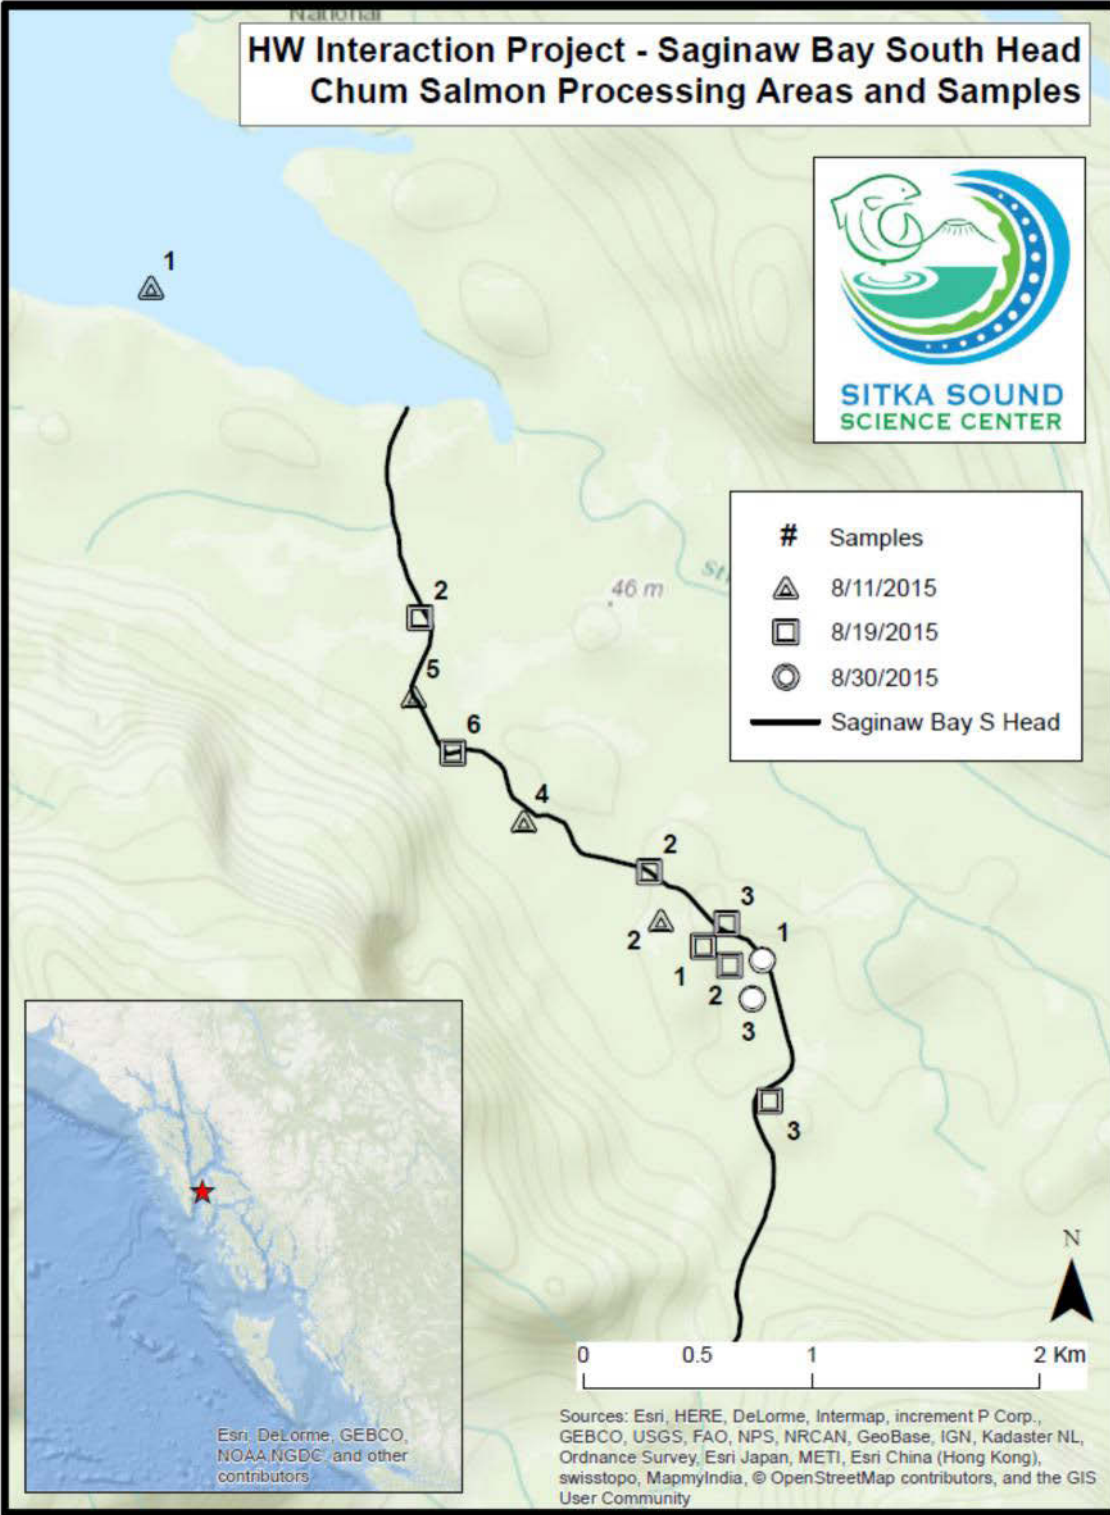 National
HW Interaction Project - Saginaw Bay South Head
Chum Salmon Processing Areas and Samples
1
SITKA SOUND
SCIENCE CENTER
# Samples
8/11/2015
8/19/2015
8/30/2015
Saginaw Bay S Head
46 m
2
5
6
4
2
3
2
1
1
2
3
3
N
0 0.5 1 2 Km
Esri, DeLorme, GEBCO,
NOAA NGDC, and other
contributors
Sources: Esri, HERE, DeLorme, Intermap, increment P Corp.,
GEBCO, USGS, FAO, NPS, NRCAN, GeoBase, IGN, Kadaster NL,
Ordnance Survey, Esri Japan, METI, Esri China (Hong Kong),
swisstopo, MapmyIndia, © OpenStreetMap contributors, and the GIS
User Community